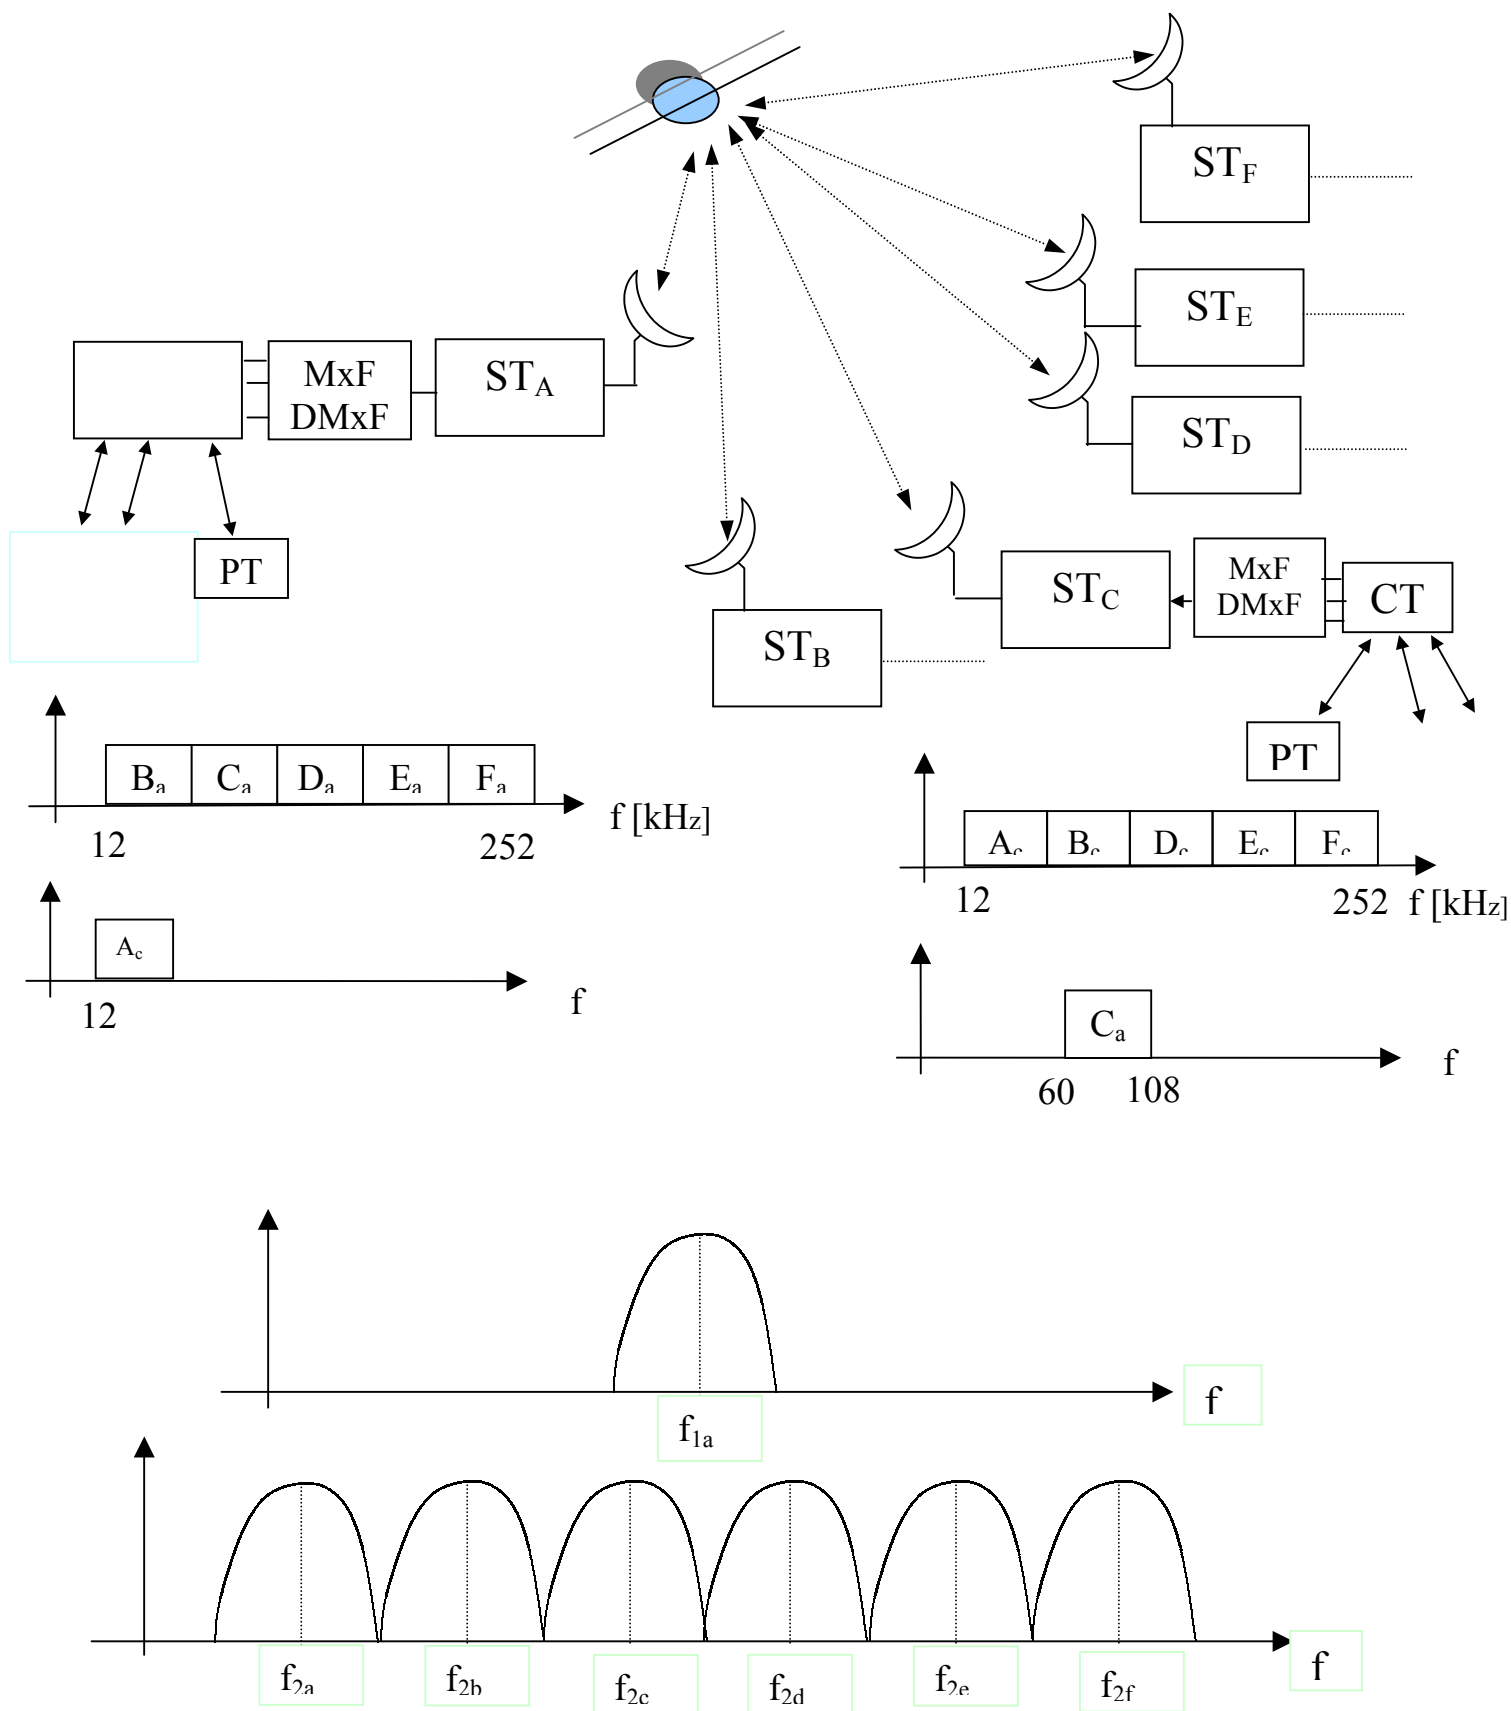 ST_F
ST_E
ST_D
MxF
DMxF
ST_A
PT
ST_B
ST_C
MxF
DMxF
CT
PT
B_a C_a D_a E_a F_a
12 252 f [kHz]
A_c B_c D_c E_c F_c
12 252 f [kHz]
A_c
12 f
C_a
60 108 f
f_1a f
f_2a f_2b f_2c f_2d f_2e f_2f f